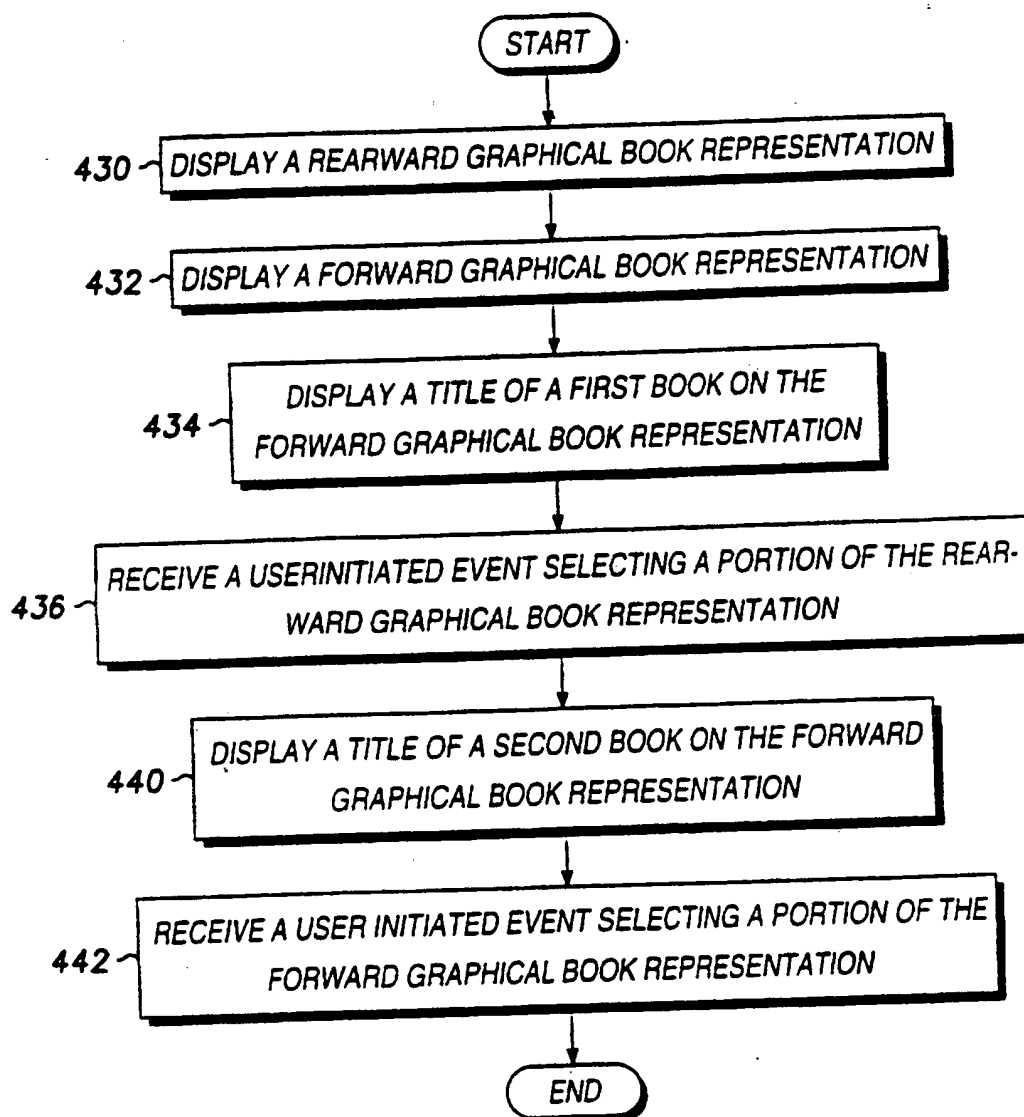 START
430 DISPLAY A REARWARD GRAPHICAL BOOK REPRESENTATION
432 DISPLAY A FORWARD GRAPHICAL BOOK REPRESENTATION
DISPLAY A TITLE OF A FIRST BOOK ON THE
434 FORWARD GRAPHICAL BOOK REPRESENTATION
RECEIVE A USERINITIATED EVENT SELECTING A PORTION OF THE REAR-
436 WARD GRAPHICAL BOOK REPRESENTATION
DISPLAY A TITLE OF A SECOND BOOK ON THE FORWARD
440 GRAPHICAL BOOK REPRESENTATION
RECEIVE A USER INITIATED EVENT SELECTING A PORTION OF THE
442 FORWARD GRAPHICAL BOOK REPRESENTATION
END